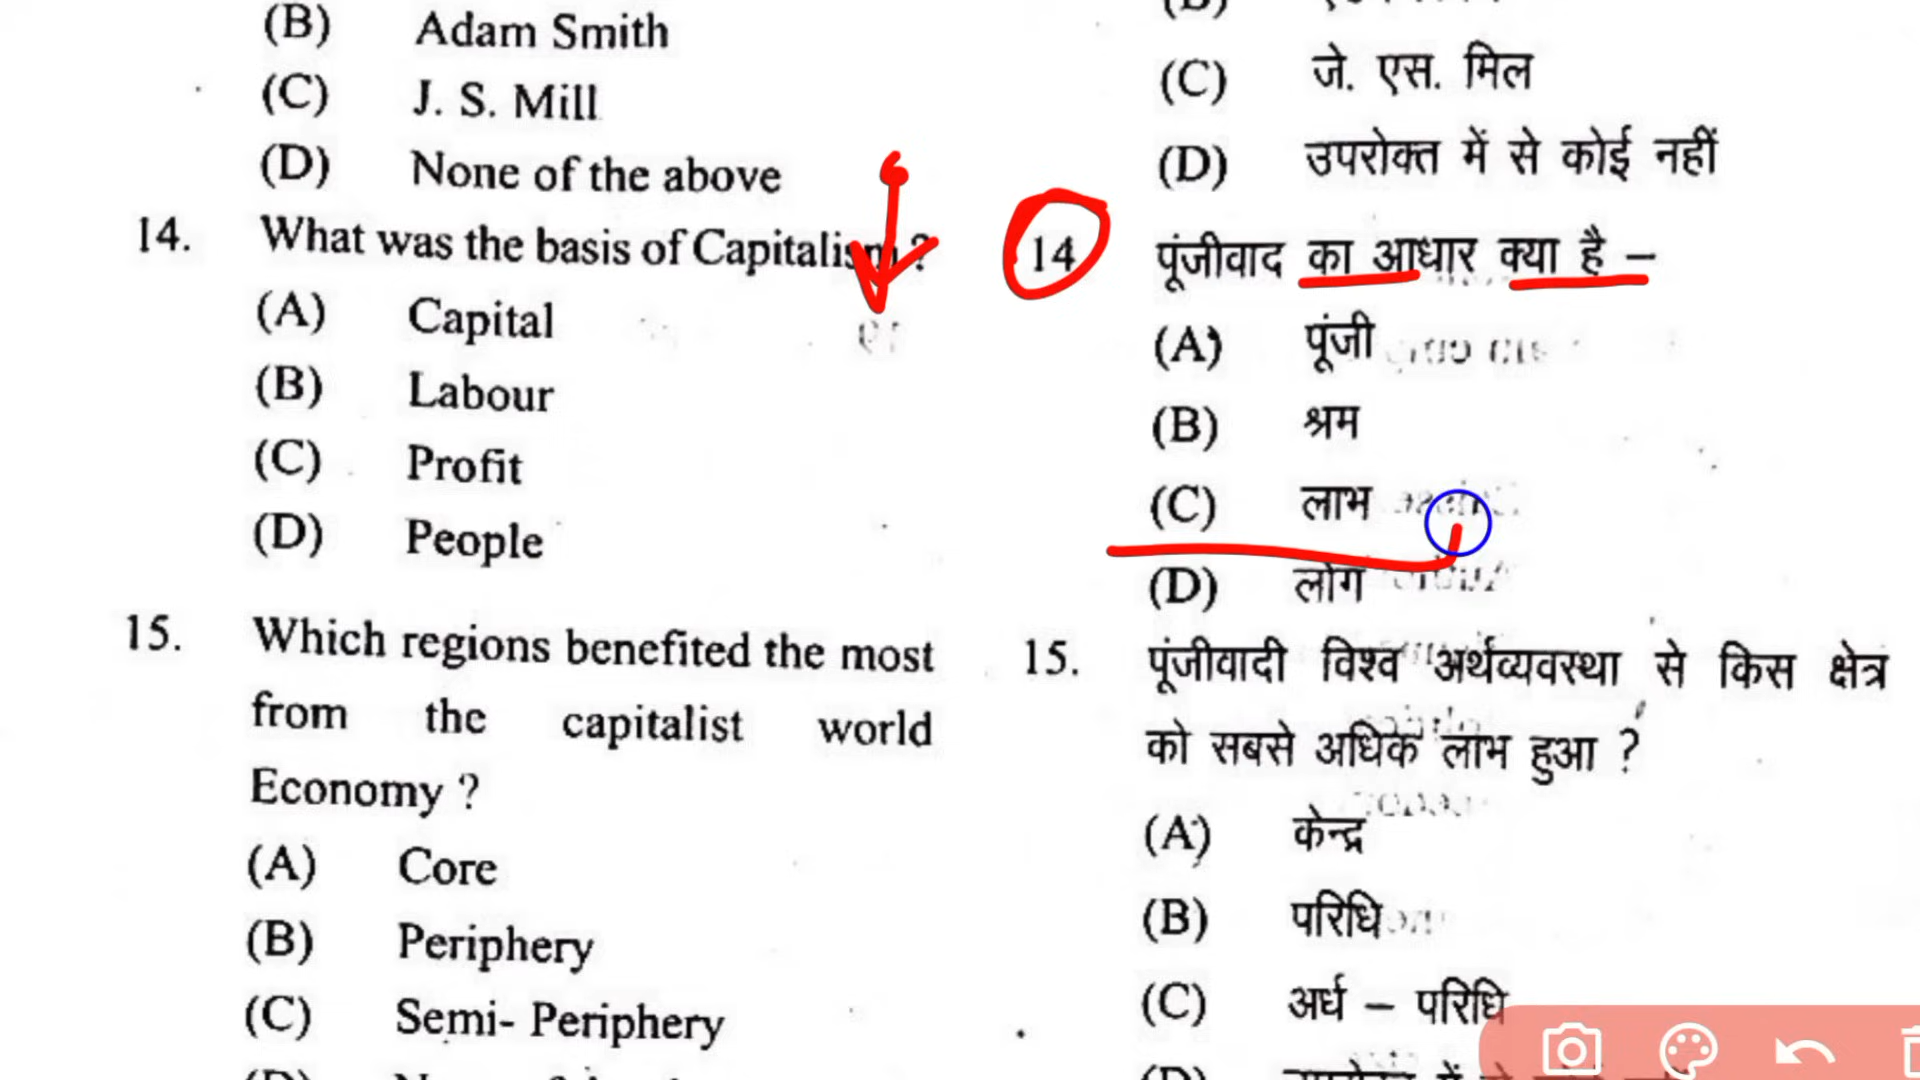 (B) Adam Smith
(C) J. S. Mill
(D) None of the above
14. What was the basis of Capitalism ?
(A) Capital
(B) Labour
(C) Profit
(D) People
15. Which regions benefited the most
from the capitalist world
Economy ?
(A) Core
(B) Periphery
(C) Semi- Periphery
(C) जे. एस. मिल
(D) उपरोक्त में से कोई नहीं
14 पूंजीवाद का आधार क्या है –
(A) पूंजी
(B) श्रम
(C) लाभ
(D) लोग
15. पूंजीवादी विश्व अर्थव्यवस्था से किस क्षेत्र
को सबसे अधिक लाभ हुआ ?
(A) केन्द्र
(B) परिधि
(C) अर्ध – परिधि